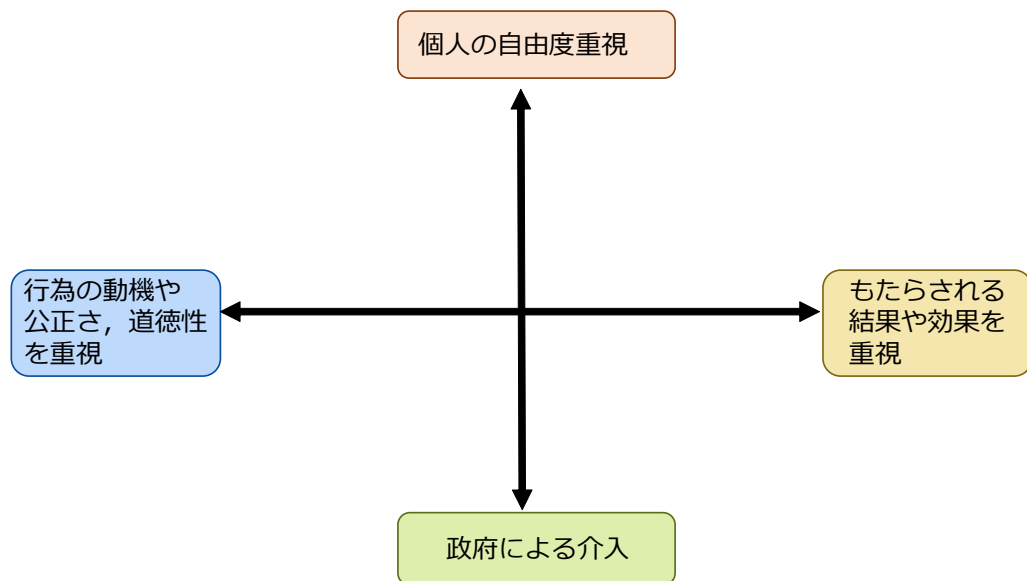 個人の自由度重視
行為の動機や
公正さ，道徳性
を重視
もたらされる
結果や効果を
重視
政府による介入